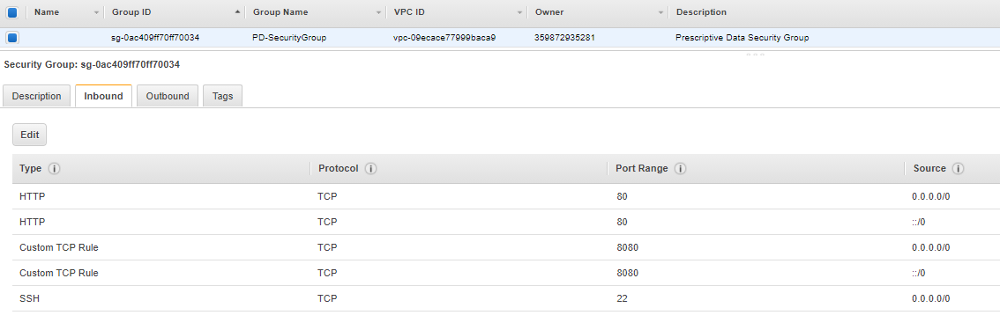 Name Group ID Group Name VPC ID Owner Description
sg-0ac409ff70ff70034 PD-SecurityGroup vpc-09ecace77999baca9 359872935281 Prescriptive Data Security Group
Security Group: sg-0ac409ff70ff70034
Description Inbound Outbound Tags
Edit
Type i Protocol i Port Range i Source i
HTTP TCP 80 0.0.0.0/0
HTTP TCP 80 ::/0
Custom TCP Rule TCP 8080 0.0.0.0/0
Custom TCP Rule TCP 8080 ::/0
SSH TCP 22 0.0.0.0/0